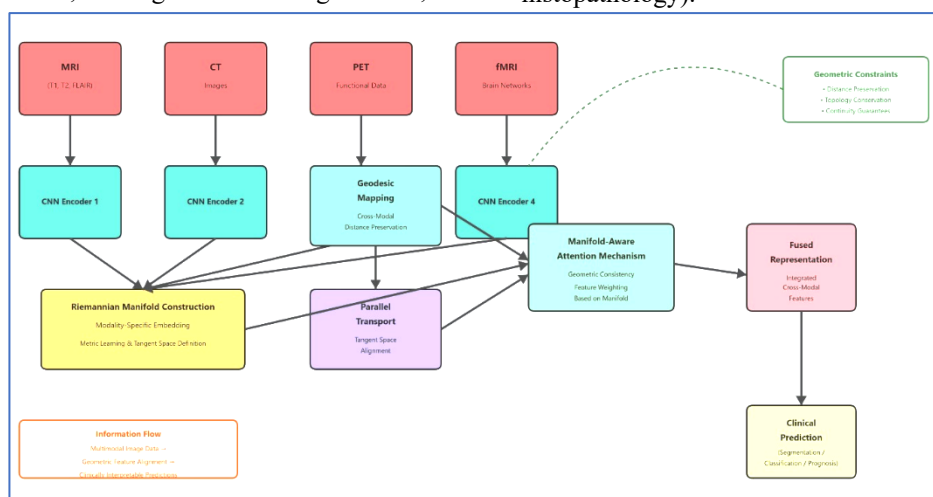 histopathology).
MRI
(T1, T2, FLAIR)
CT
Images
PET
Functional Data
fMRI
Brain Networks
Geometric Constraints
• Distance Preservation
• Topology Conservation
• Continuity Guarantees
CNN Encoder 1
CNN Encoder 2
Geodesic
Mapping
Cross-Modal
Distance Preservation
CNN Encoder 4
Manifold-Aware
Attention Mechanism
Geometric Consistency
Feature Weighting
Based on Manifold
Fused
Representation
Integrated
Cross-Modal
Features
Riemannian Manifold Construction
Modality-Specific Embedding
Metric Learning & Tangent Space Definition
Parallel
Transport
Tangent Space
Alignment
Information Flow
Multimodal Image Data →
Geometric Feature Alignment →
Clinically Interpretable Predictions
Clinical
Prediction
(Segmentation /
Classification / Prognosis)